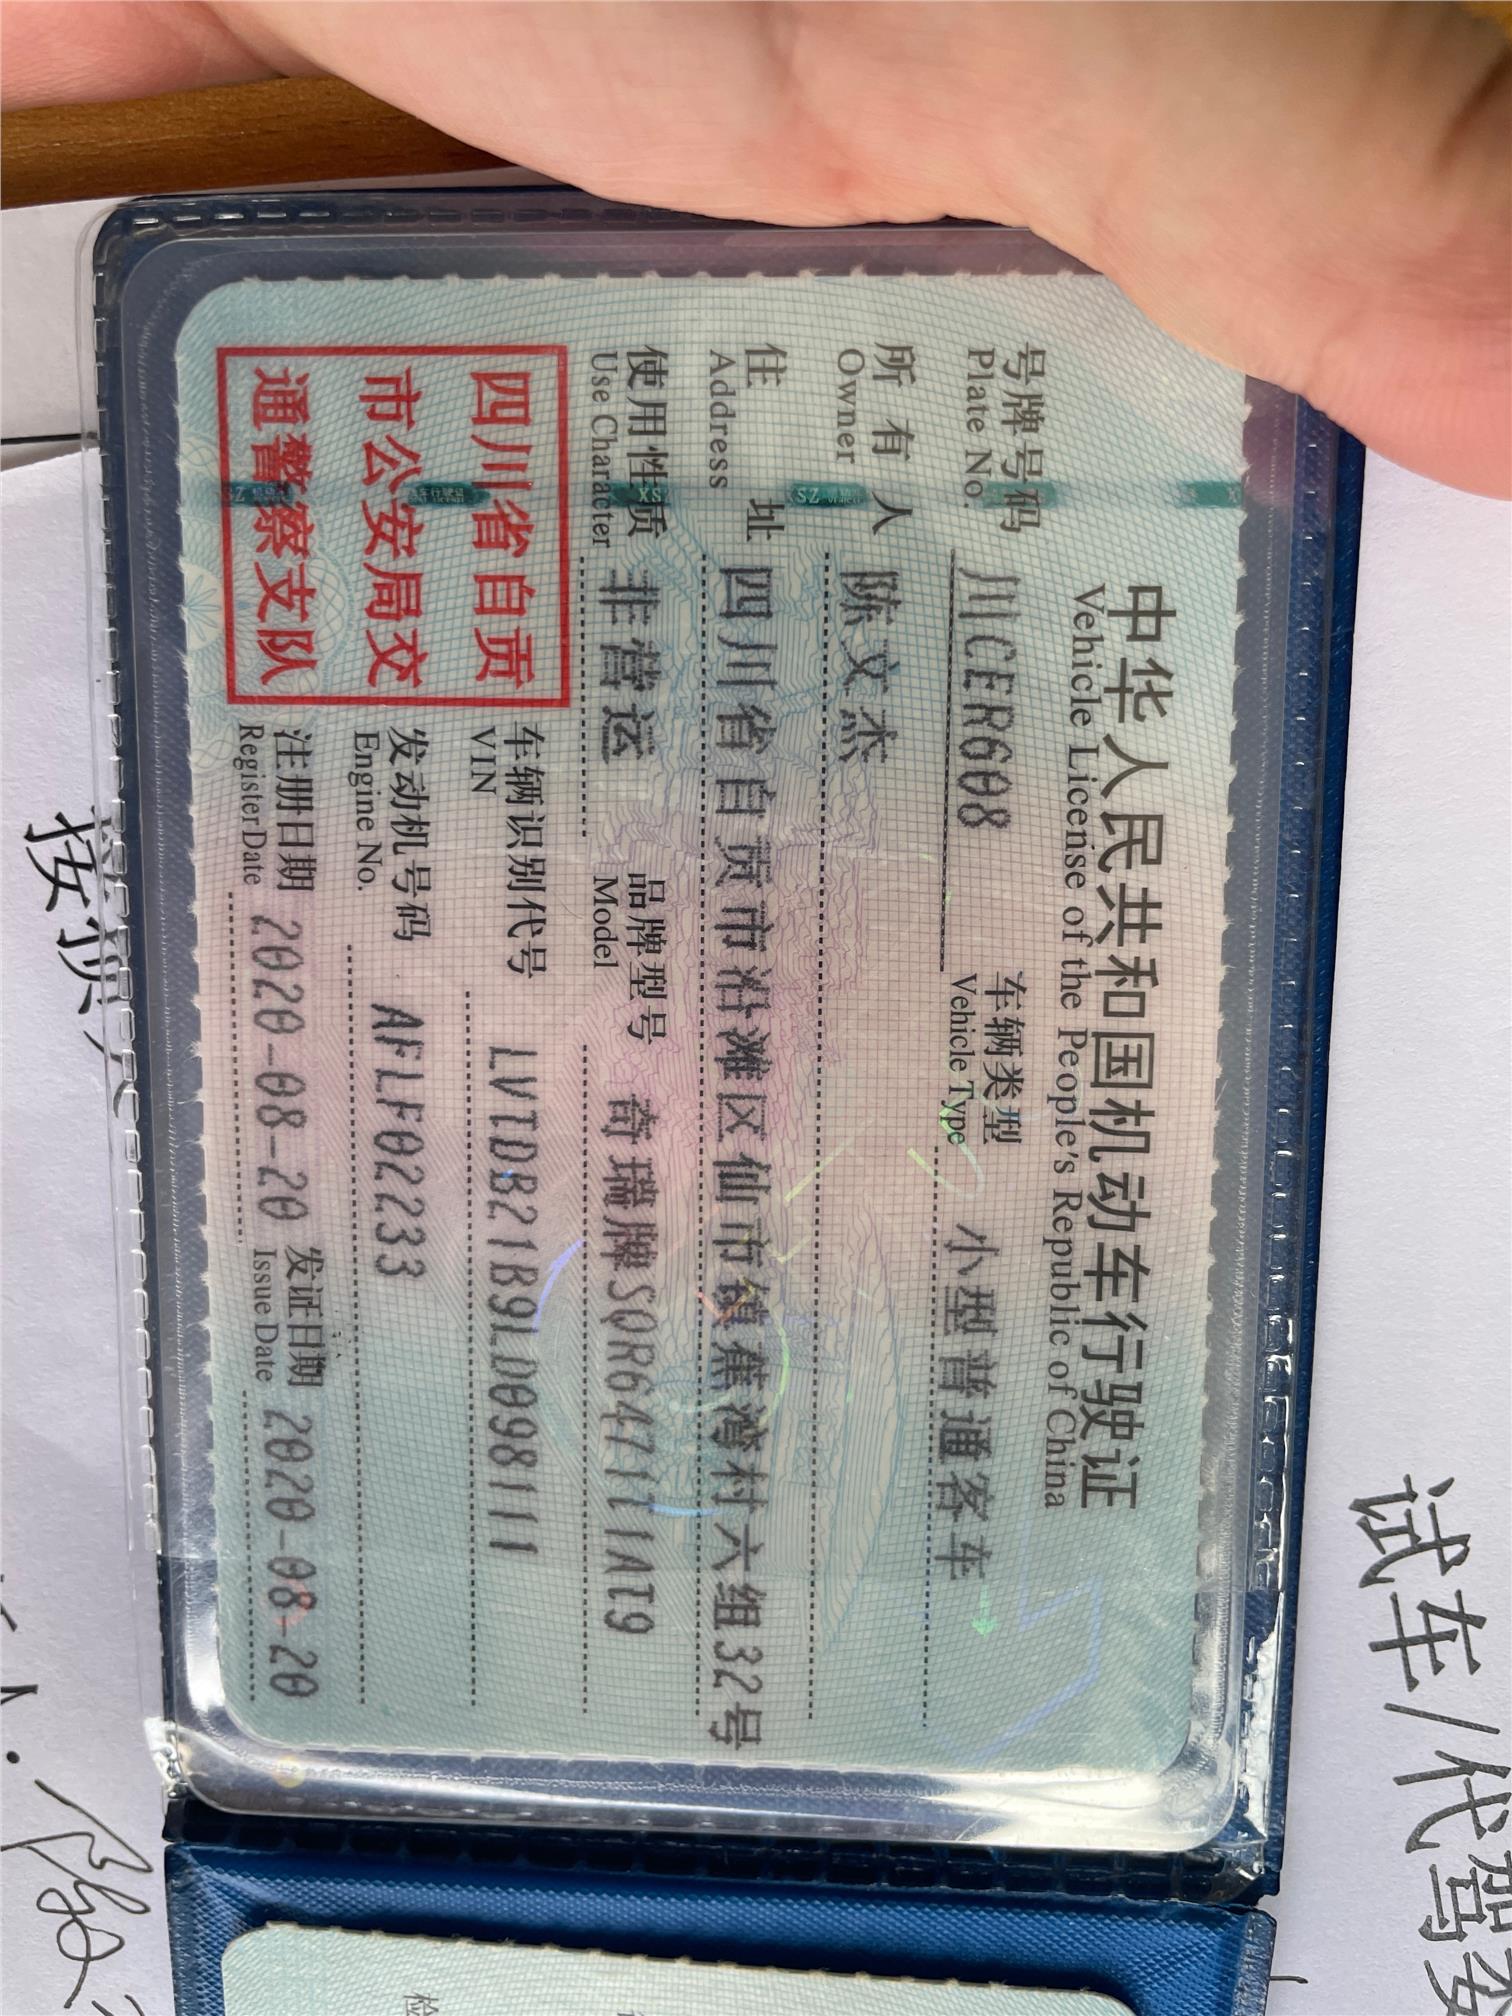 中华人民共和国机动车行驶证
Vehicle License of the People's Republic of China
号牌号码 川CER608 车辆类型 小型普通客车
Plate No. Vehicle Type
所有人 陈文杰
Owner
住址 四川省自贡市沿滩区仙市镇蕉湾村六组32号
Address
使用性质 非营运 品牌型号 奇瑞牌SQR6471T1AT9
Use Character Model
四川省自贡
市公安局交
通警察支队
车辆识别代号 LVTDB21B9LD098111
VIN
发动机号码 AFLF02233
Engine No.
注册日期 2020-08-20 发证日期 2020-08-20
Register Date Issue Date
试车/代驾
按预
检